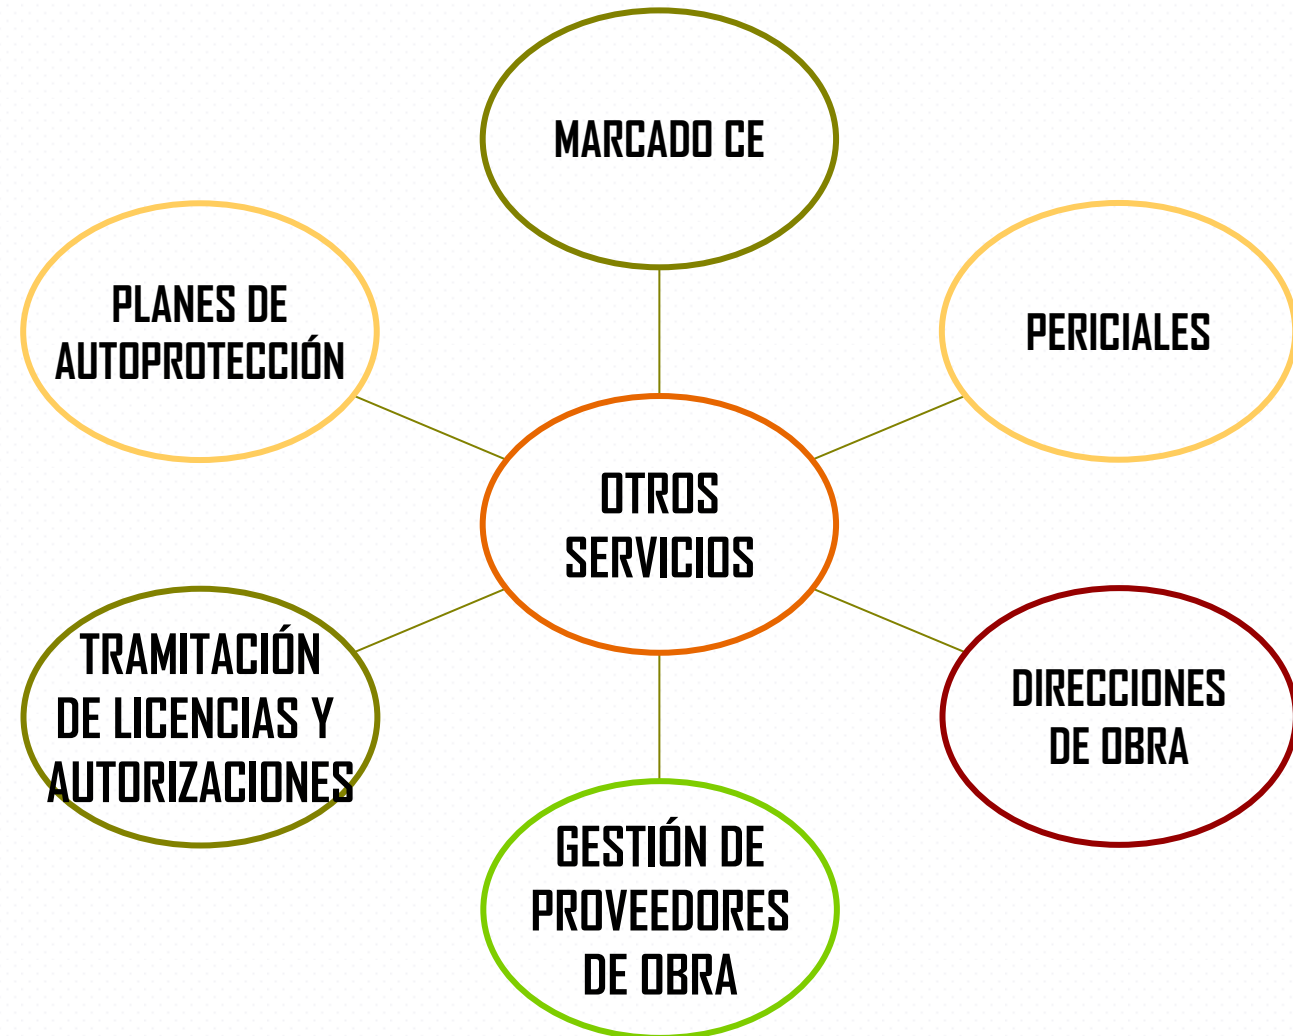 MARCADO CE
PLANES DE
AUTOPROTECCIÓN
PERICIALES
OTROS
SERVICIOS
TRAMITACIÓN
DE LICENCIAS Y
AUTORIZACIONES
DIRECCIONES
DE OBRA
GESTIÓN DE
PROVEEDORES
DE OBRA